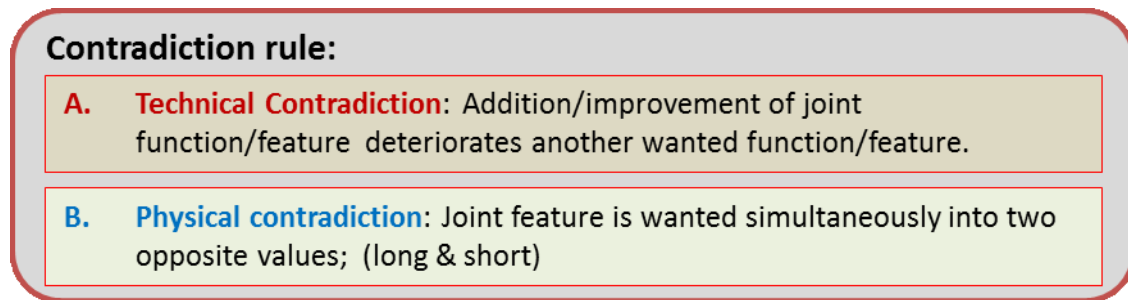 Contradiction rule:
A. Technical Contradiction: Addition/improvement of joint
function/feature deteriorates another wanted function/feature.
B. Physical contradiction: Joint feature is wanted simultaneously into two
opposite values; (long & short)